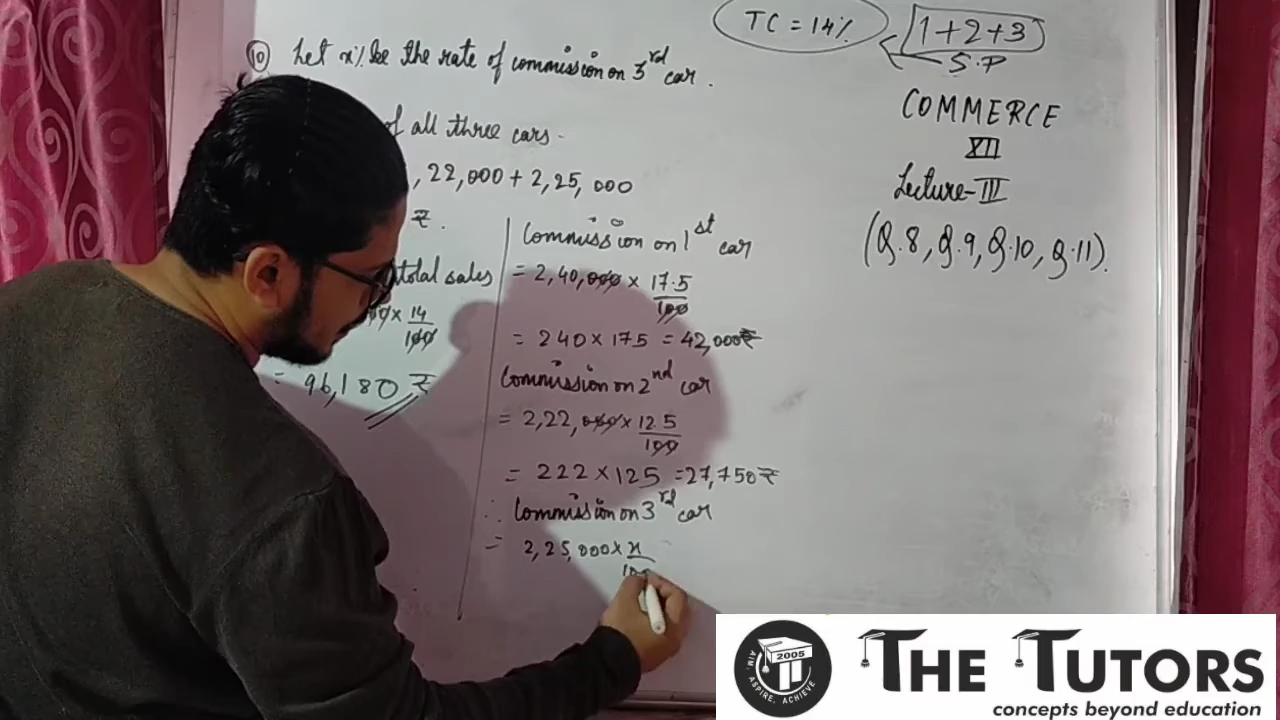 TC = 14%
1+2+3
S.P
⑩ Let x% be the rate of commission on 3rd car.
of all three cars.
, 22,000 + 2,25,000
₹.
total sales
× 14/100
= 96,180 ₹
Commission on 1st car
= 2,40,000 × 17.5/100
= 240 × 175 = 42,000₹
Commission on 2nd car
= 2,22,000 × 12.5/100
= 222 × 125 = 27,750₹
∴ Commission on 3rd car
= 2,25,000 × x/100
COMMERCE
XII
Lecture-III
(Q.8, Q.9, Q.10, Q.11).
2005
AIM, ASPIRE, ACHIEVE
THE TUTORS
concepts beyond education